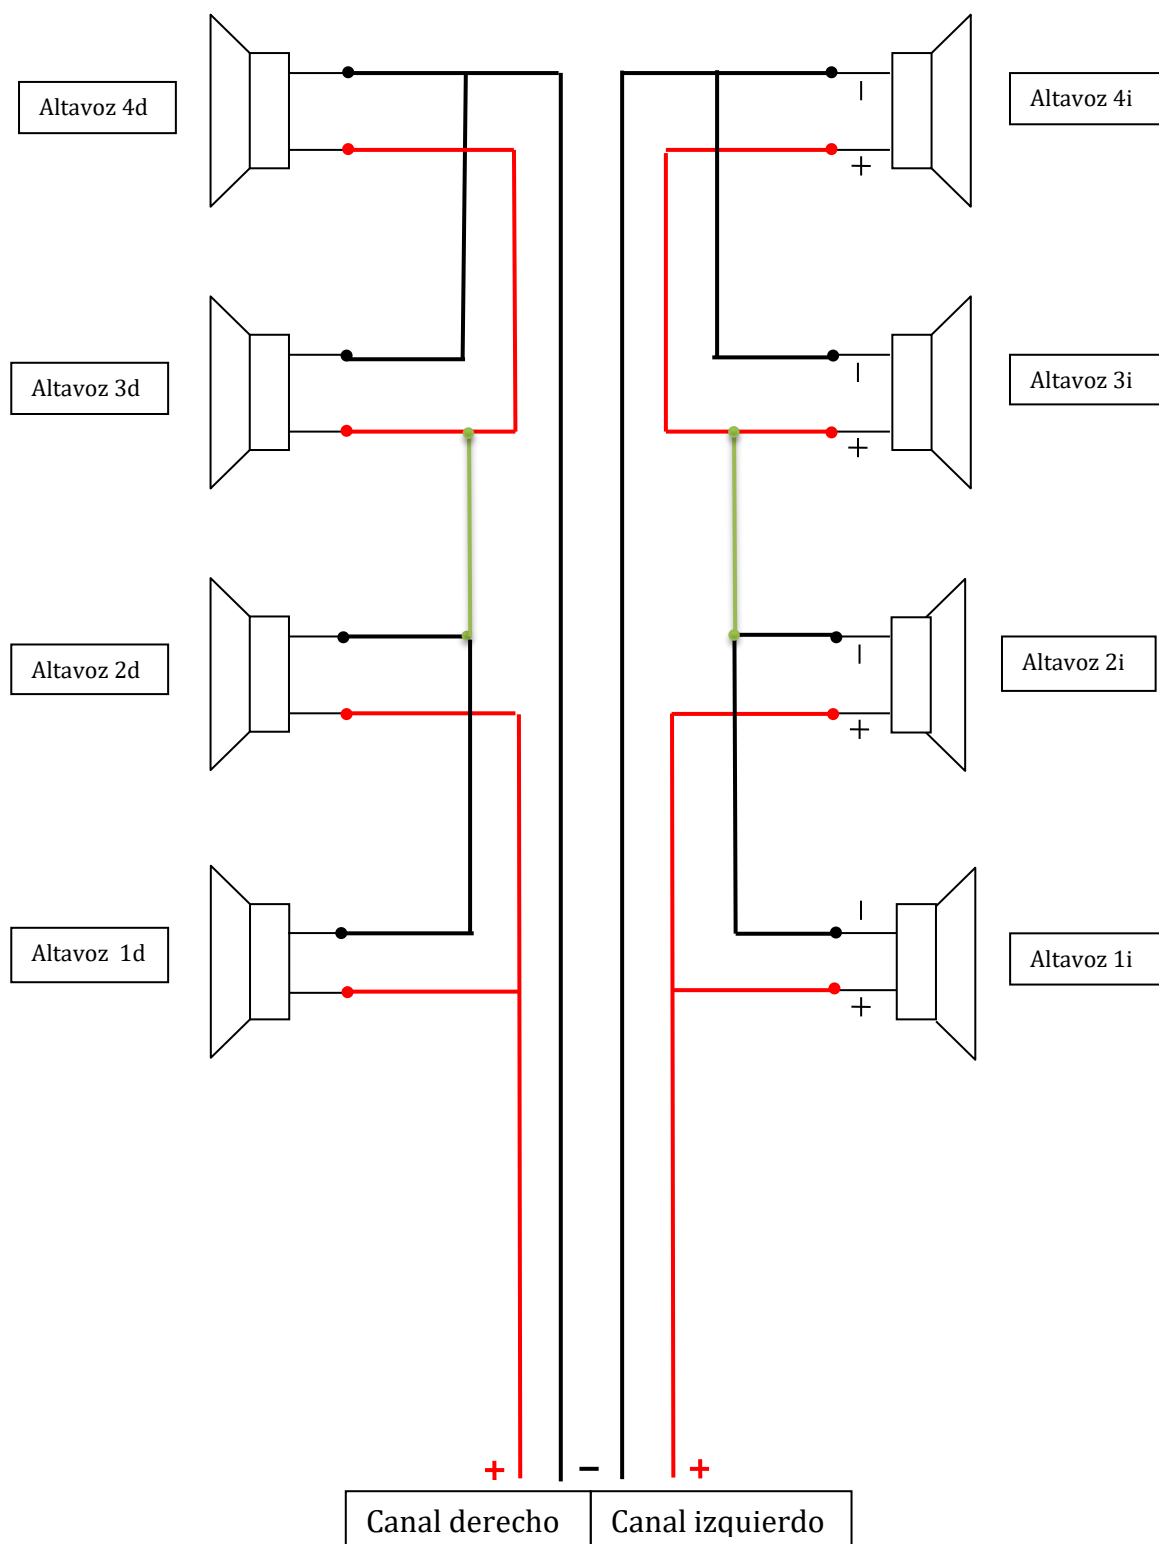 Altavoz 4d
−
+
Altavoz 4i
Altavoz 3d
−
+
Altavoz 3i
Altavoz 2d
−
+
Altavoz 2i
Altavoz 1d
−
+
Altavoz 1i
+ − +
Canal derecho
Canal izquierdo